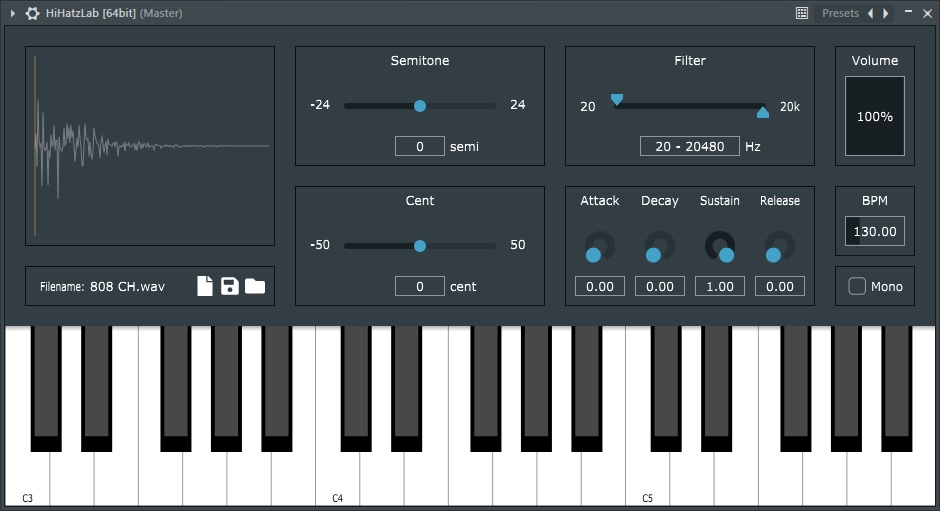 HiHatzLab [64bit] (Master)
Presets
Semitone
-24
24
0 semi
Filter
20
20k
20 - 20480 Hz
Volume
100%
Cent
-50
50
0 cent
Attack Decay Sustain Release
0.00 0.00 1.00 0.00
BPM
130.00
Filename: 808 CH.wav
Mono
C3 C4 C5